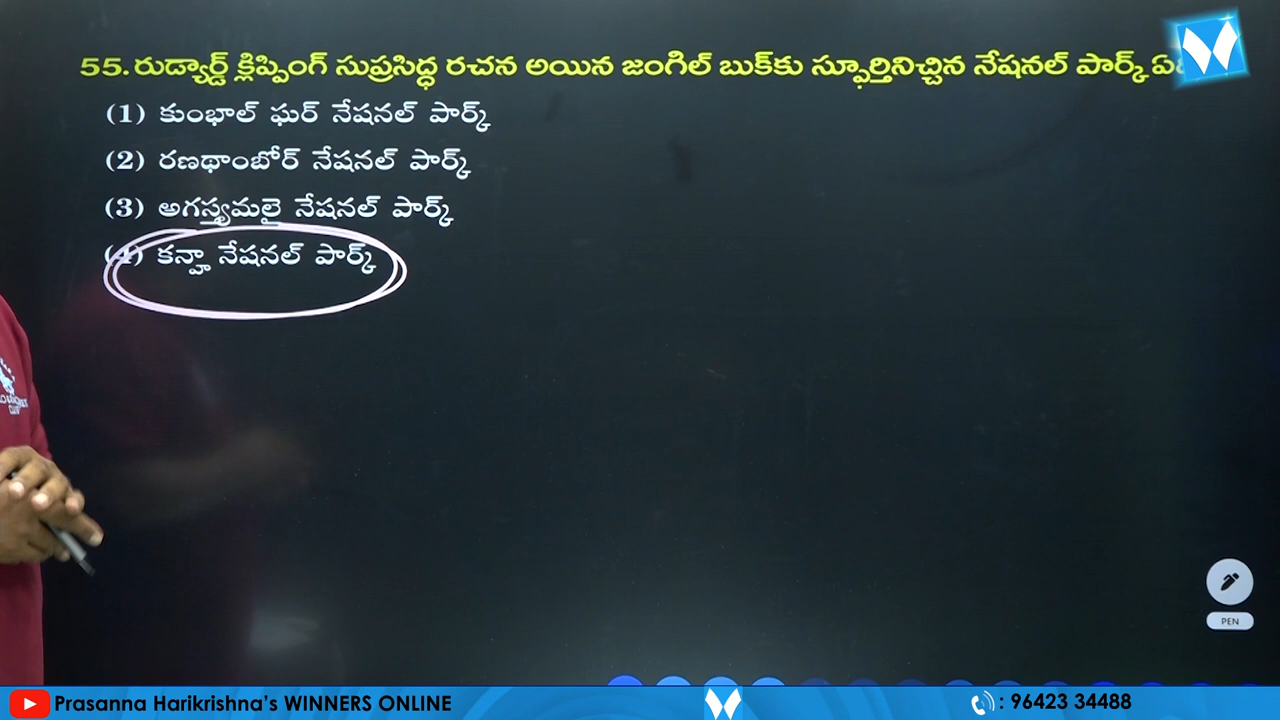 55. రుడ్యార్డ్ క్లిప్పింగ్ సుప్రసిద్ధ రచన అయిన జంగిల్ బుక్‌కు స్ఫూర్తినిచ్చిన నేషనల్ పార్క్
(1) కుంభాల్ ఘర్ నేషనల్ పార్క్
(2) రణథాంబోర్ నేషనల్ పార్క్
(3) అగస్త్యమలై నేషనల్ పార్క్
(4) కన్హా నేషనల్ పార్క్
PEN
Prasanna Harikrishna's WINNERS ONLINE
: 96423 34488